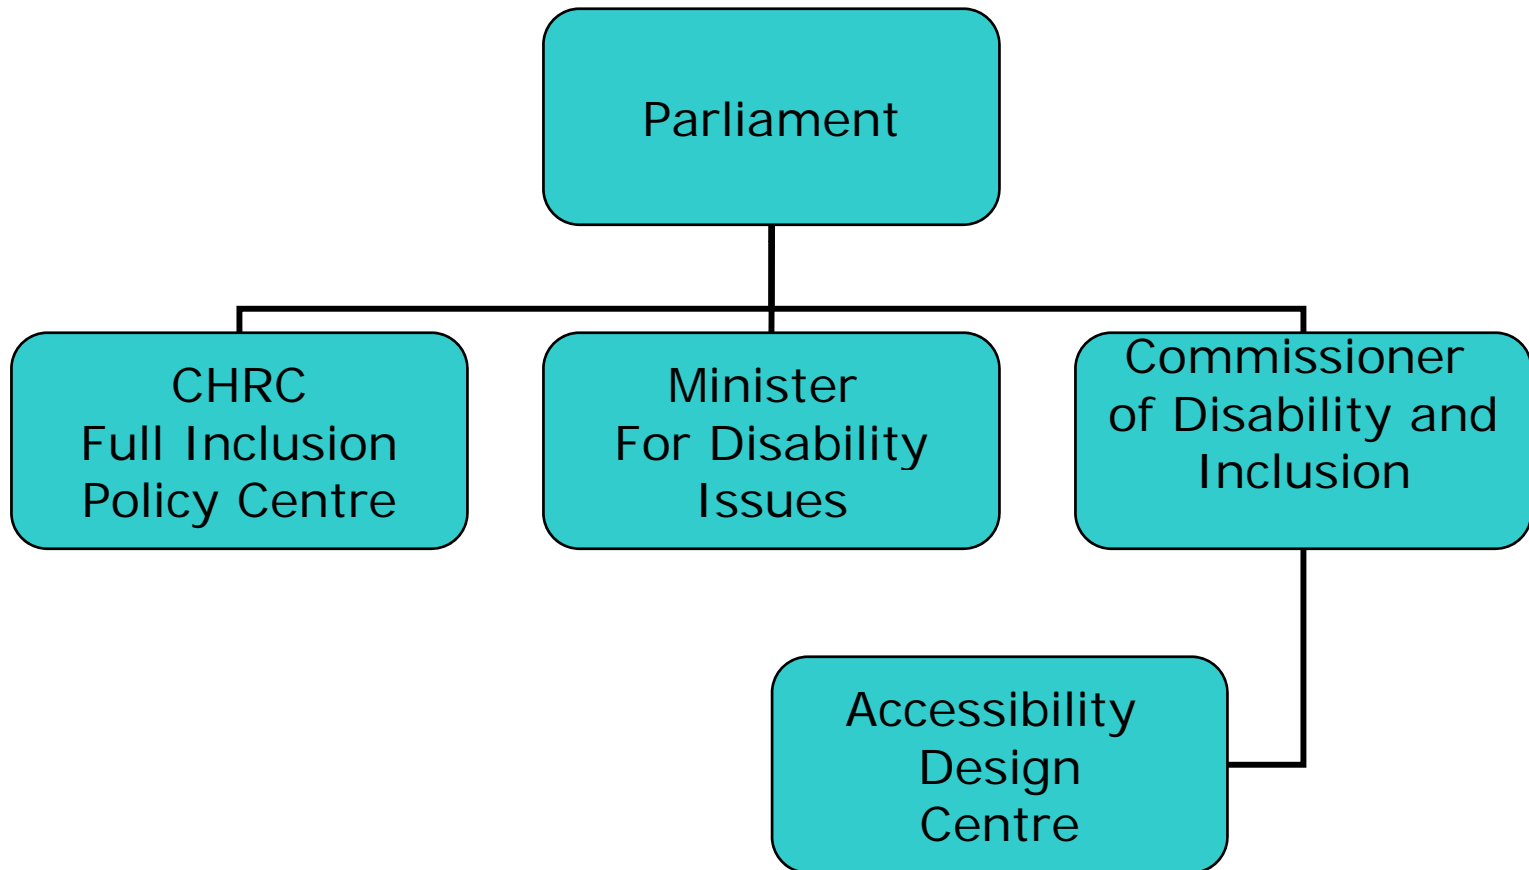 Parliament
CHRC
Full Inclusion
Policy Centre
Minister
For Disability
Issues
Commissioner
of Disability and
Inclusion
Accessibility
Design
Centre